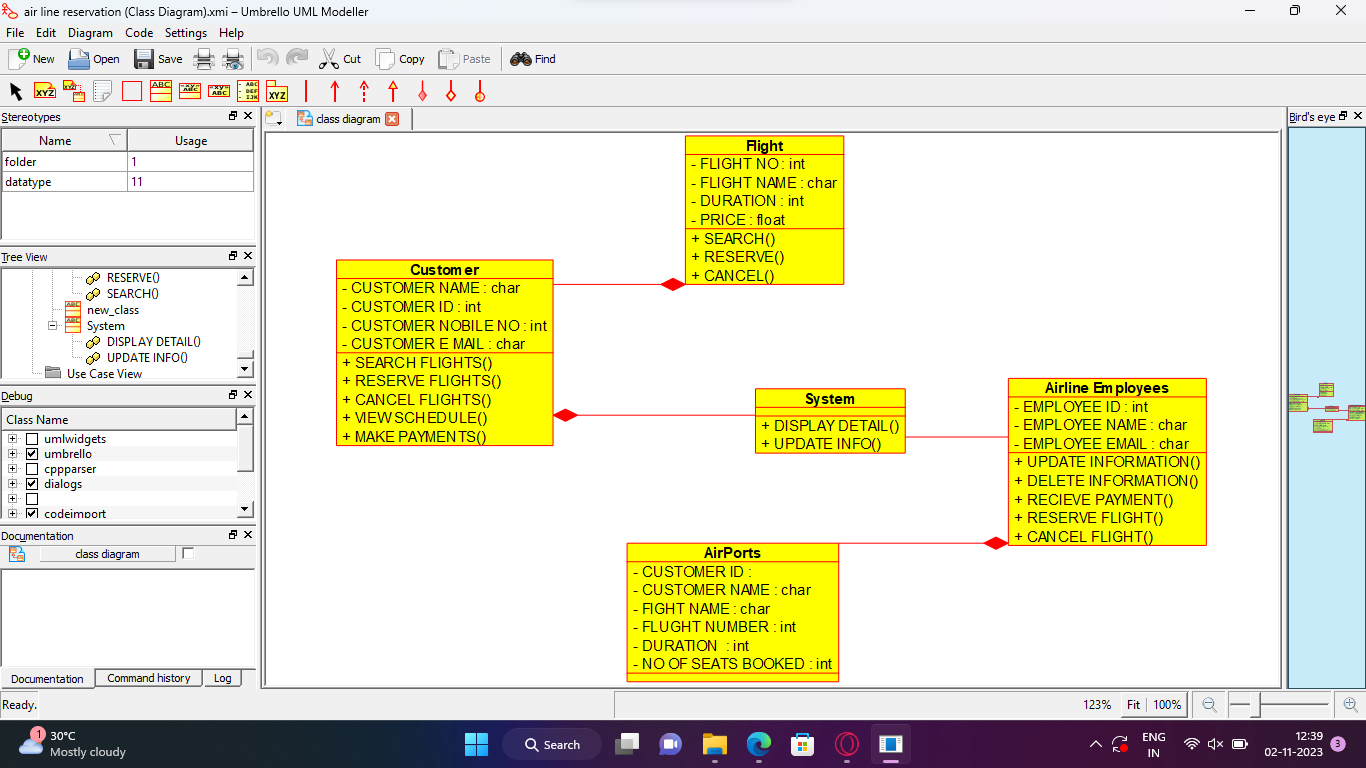 air line reservation (Class Diagram).xmi – Umbrello UML Modeller
File Edit Diagram Code Settings Help
New Open Save Cut Copy Paste Find
XYZ XYZ ABC -xy= ABC -xy= ABC ABC DEF IJK XYZ
Stereotypes
Name Usage
folder 1
datatype 11
Tree View
RESERVE()
SEARCH()
new_class
System
DISPLAY DETAIL()
UPDATE INFO()
Use Case View
Debug
Class Name
umlwidgets
umbrello
cppparser
dialogs
codeimport
Documentation
class diagram
Documentation Command history Log
class diagram
Flight
- FLIGHT NO : int
- FLIGHT NAME : char
- DURATION : int
- PRICE : float
+ SEARCH()
+ RESERVE()
+ CANCEL()
Customer
- CUSTOMER NAME : char
- CUSTOMER ID : int
- CUSTOMER NOBILE NO : int
- CUSTOMER E MAIL : char
+ SEARCH FLIGHTS()
+ RESERVE FLIGHTS()
+ CANCEL FLIGHTS()
+ VIEW SCHEDULE()
+ MAKE PAYMENTS()
System
+ DISPLAY DETAIL()
+ UPDATE INFO()
Airline Employees
- EMPLOYEE ID : int
- EMPLOYEE NAME : char
- EMPLOYEE EMAIL : char
+ UPDATE INFORMATION()
+ DELETE INFORMATION()
+ RECIEVE PAYMENT()
+ RESERVE FLIGHT()
+ CANCEL FLIGHT()
AirPorts
- CUSTOMER ID :
- CUSTOMER NAME : char
- FIGHT NAME : char
- FLUGHT NUMBER : int
- DURATION : int
- NO OF SEATS BOOKED : int
Bird's eye
Ready.
123% Fit 100%
1
30°C
Mostly cloudy
Search
ENG
IN
12:39
02-11-2023
3